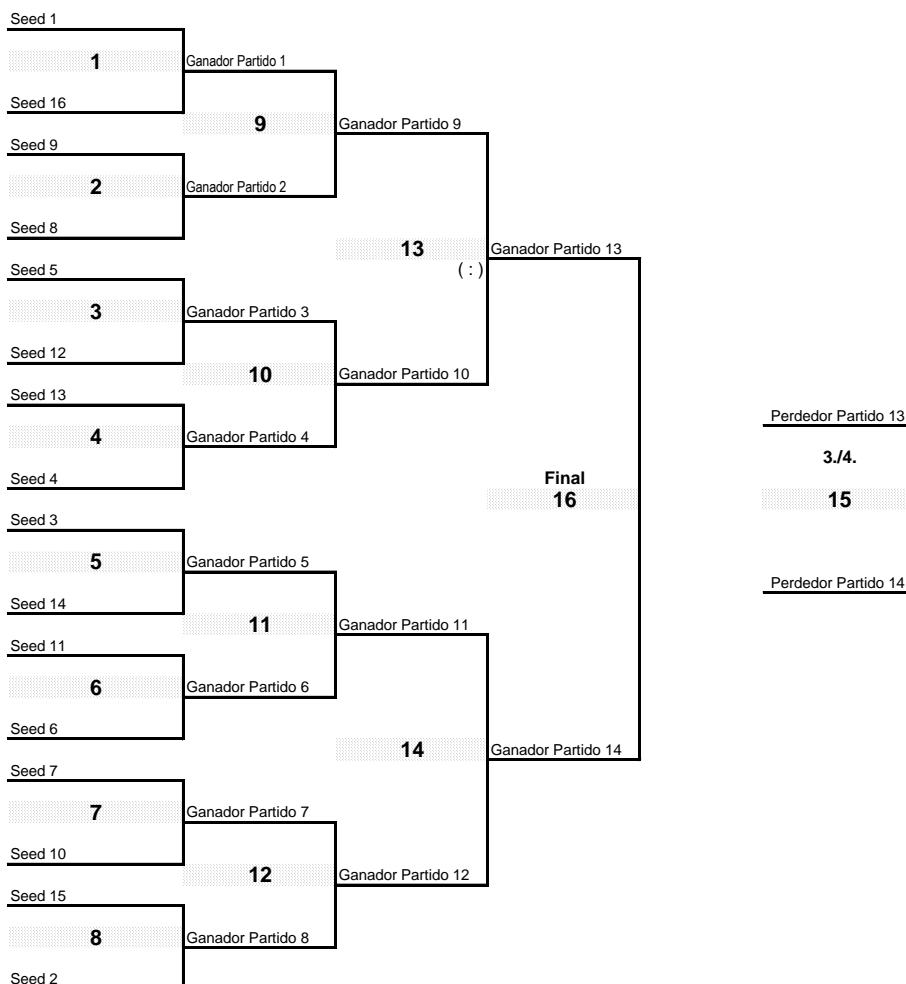 Seed 1
1
Ganador Partido 1
Seed 16
9
Ganador Partido 9
Seed 9
2
Ganador Partido 2
Seed 8
13
Ganador Partido 13
( : )
Seed 5
3
Ganador Partido 3
Seed 12
10
Ganador Partido 10
Seed 13
4
Ganador Partido 4
Seed 4
Final
16
Perdedor Partido 13
3./4.
15
Perdedor Partido 14
Seed 3
5
Ganador Partido 5
Seed 14
11
Ganador Partido 11
Seed 11
6
Ganador Partido 6
Seed 6
14
Ganador Partido 14
Seed 7
7
Ganador Partido 7
Seed 10
12
Ganador Partido 12
Seed 15
8
Ganador Partido 8
Seed 2